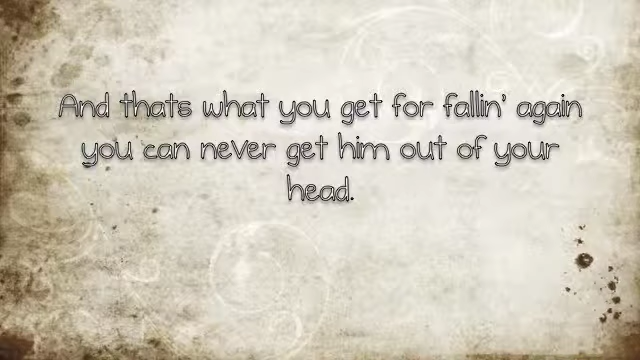 And thats what you get for fallin' again
you can never get him out of your
head.